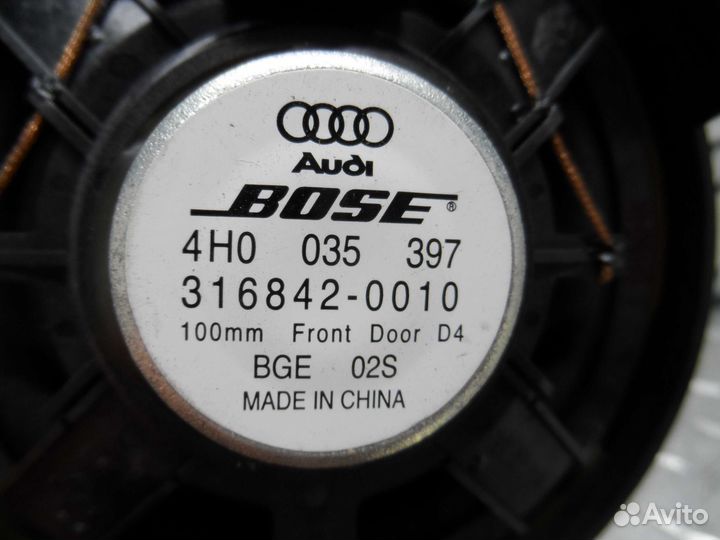 Audi
BOSE®
4H0 035 397
316842-0010
100mm Front Door D4
BGE 02S
MADE IN CHINA
Avito